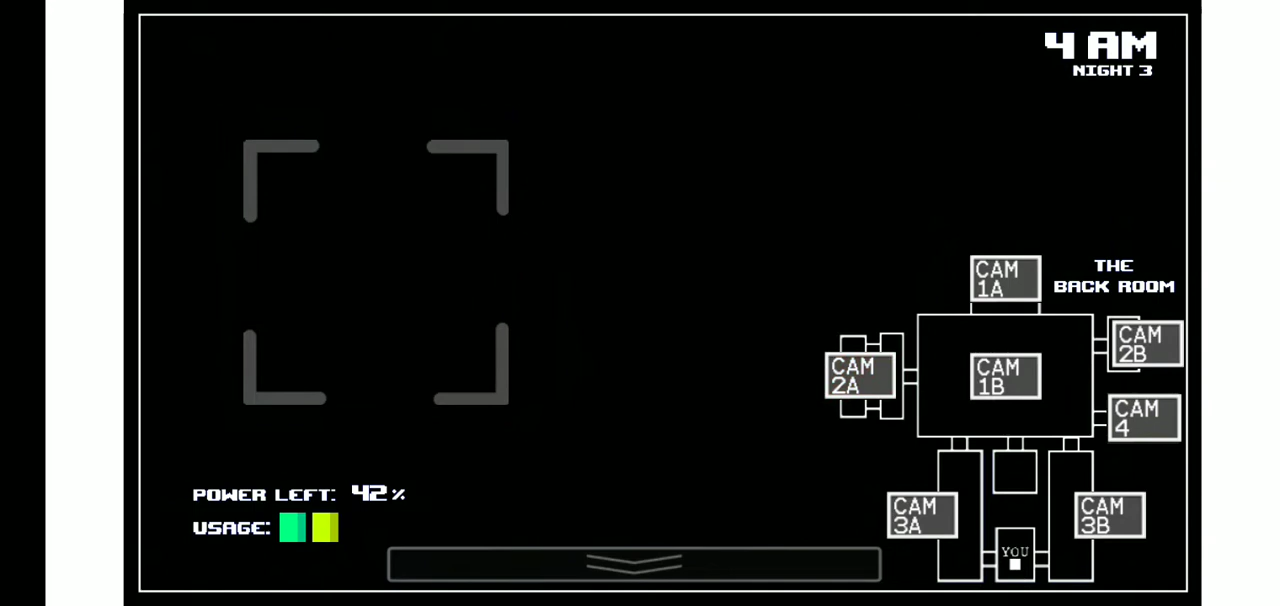 4 AM
NIGHT 3
CAM
1A
THE
BACK ROOM
CAM
2B
CAM
2A
CAM
1B
CAM
4
POWER LEFT: 42%
USAGE:
CAM
3A
CAM
3B
YOU